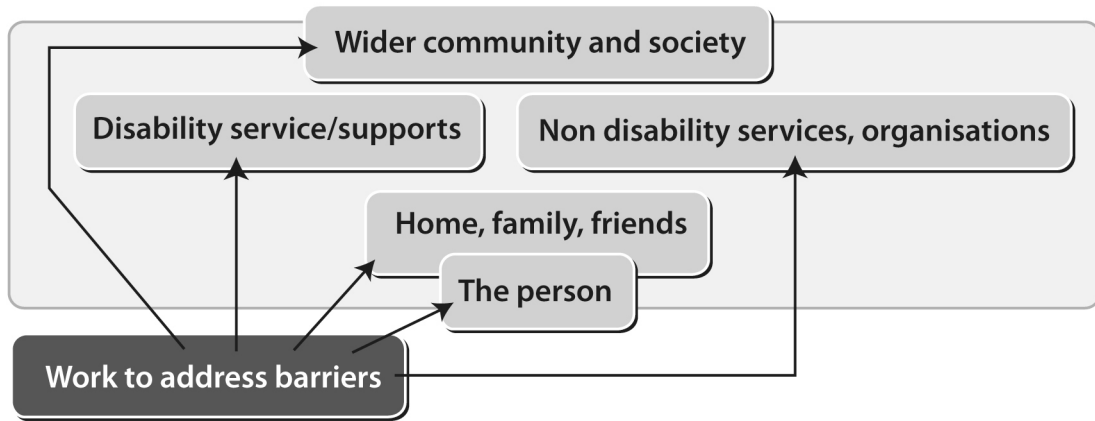 Wider community and society
Disability service/supports
Non disability services, organisations
Home, family, friends
The person
Work to address barriers